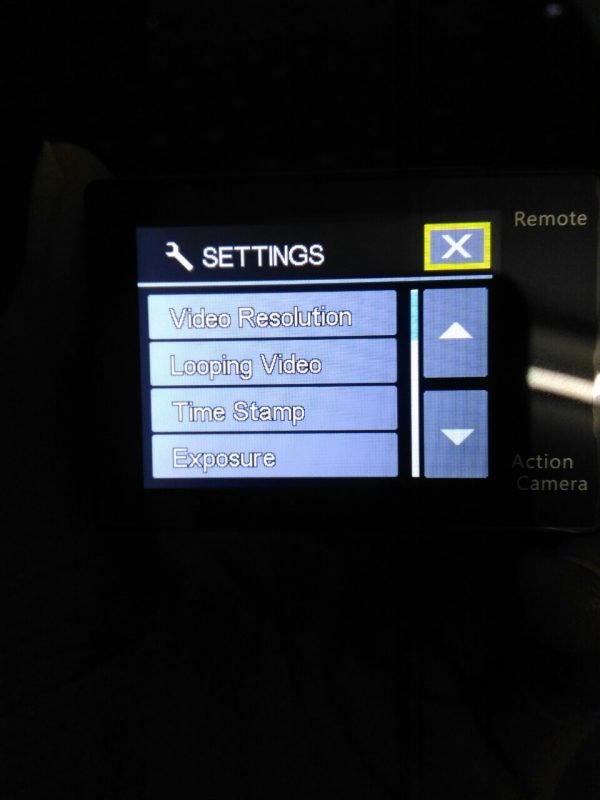 Remote
SETTINGS
X
Video Resolution
Looping Video
Time Stamp
Exposure
Action
Camera